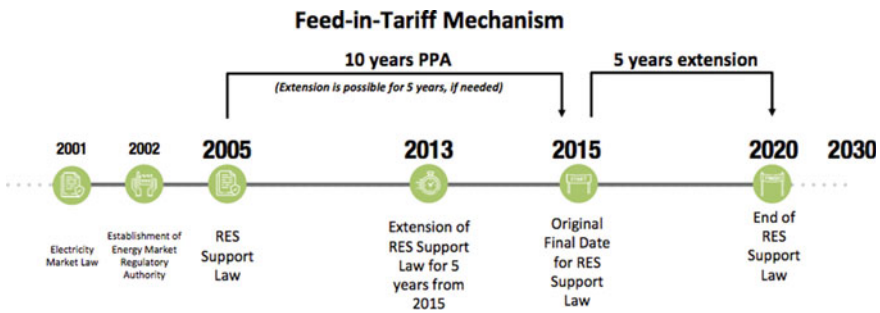 Feed-in-Tariff Mechanism
10 years PPA
(Extension is possible for 5 years, if needed)
5 years extension
2001
2002
2005
2013
2015
2020
2030
Electricity
Market Law
Establishment of
Energy Market
Regulatory
Authority
RES
Support
Law
Extension of
RES Support
Law for 5
years from
2015
START
Original
Final Date
for RES
Support
Law
End of
RES
Support
Law